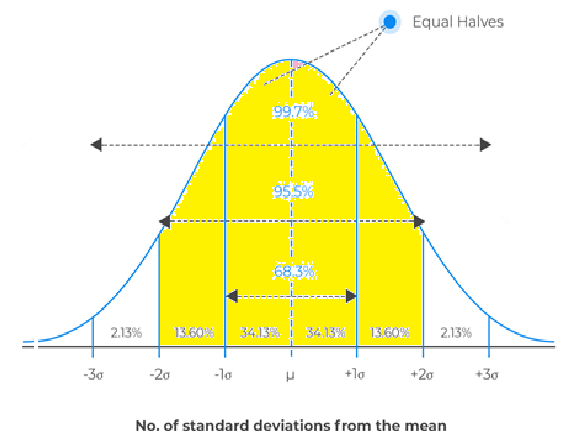 Equal Halves
99.7%
95.5%
68.3%
2.13% 13.60% 34.13% 34.13% 13.60% 2.13%
-3σ -2σ -1σ μ +1σ +2σ +3σ
No. of standard deviations from the mean